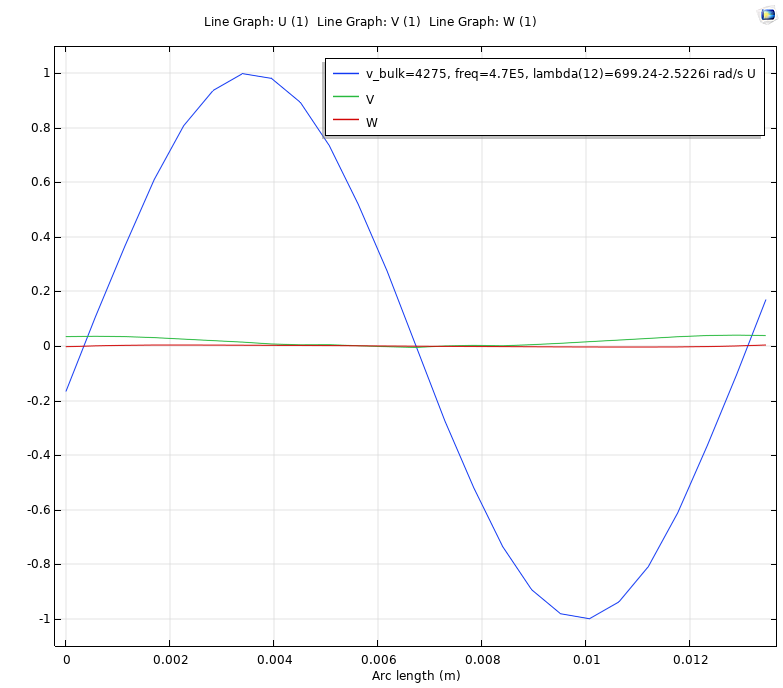 Line Graph: U (1) Line Graph: V (1) Line Graph: W (1)
v_bulk=4275, freq=4.7E5, lambda(12)=699.24-2.5226i rad/s U
V
W
1
0.8
0.6
0.4
0.2
0
-0.2
-0.4
-0.6
-0.8
-1
0 0.002 0.004 0.006 0.008 0.01 0.012
Arc length (m)